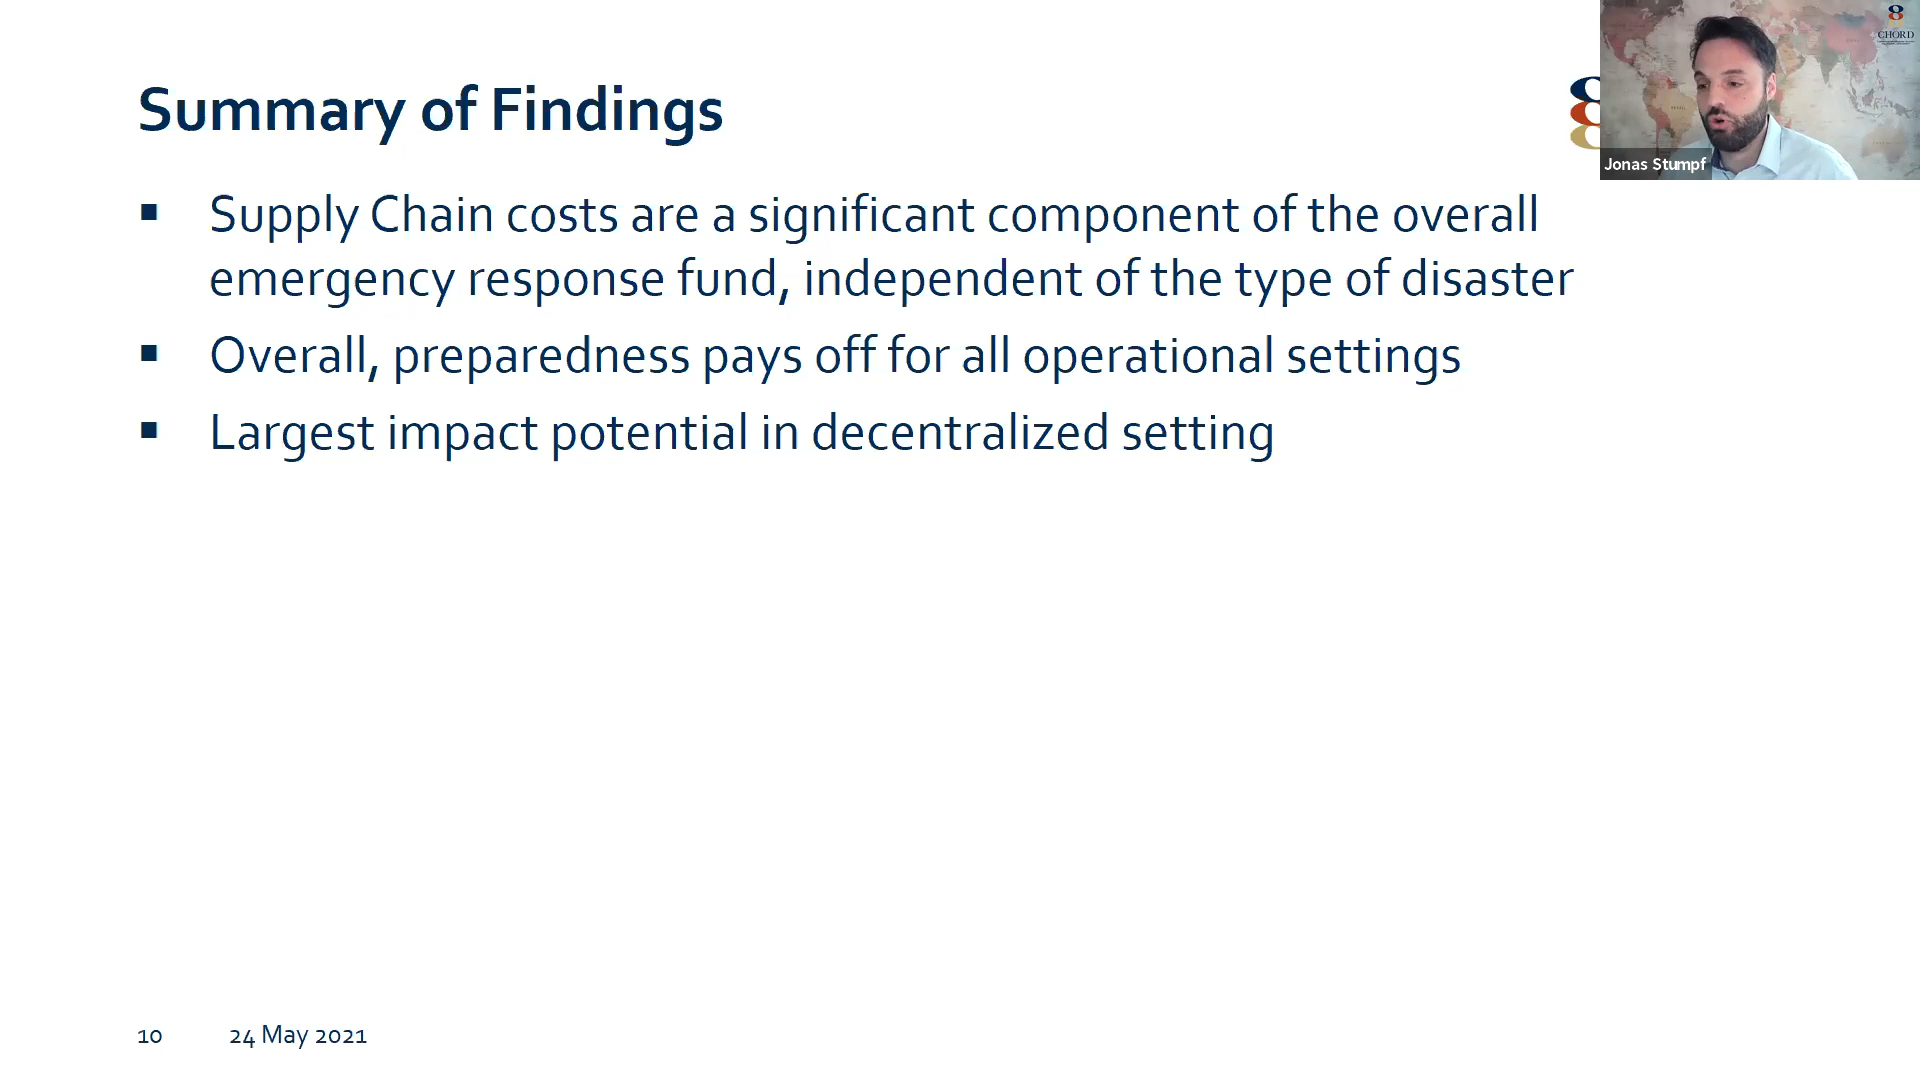 Summary of Findings
▪ Supply Chain costs are a significant component of the overall
emergency response fund, independent of the type of disaster
▪ Overall, preparedness pays off for all operational settings
▪ Largest impact potential in decentralized setting
10 24 May 2021
CHORD
Jonas Stumpf